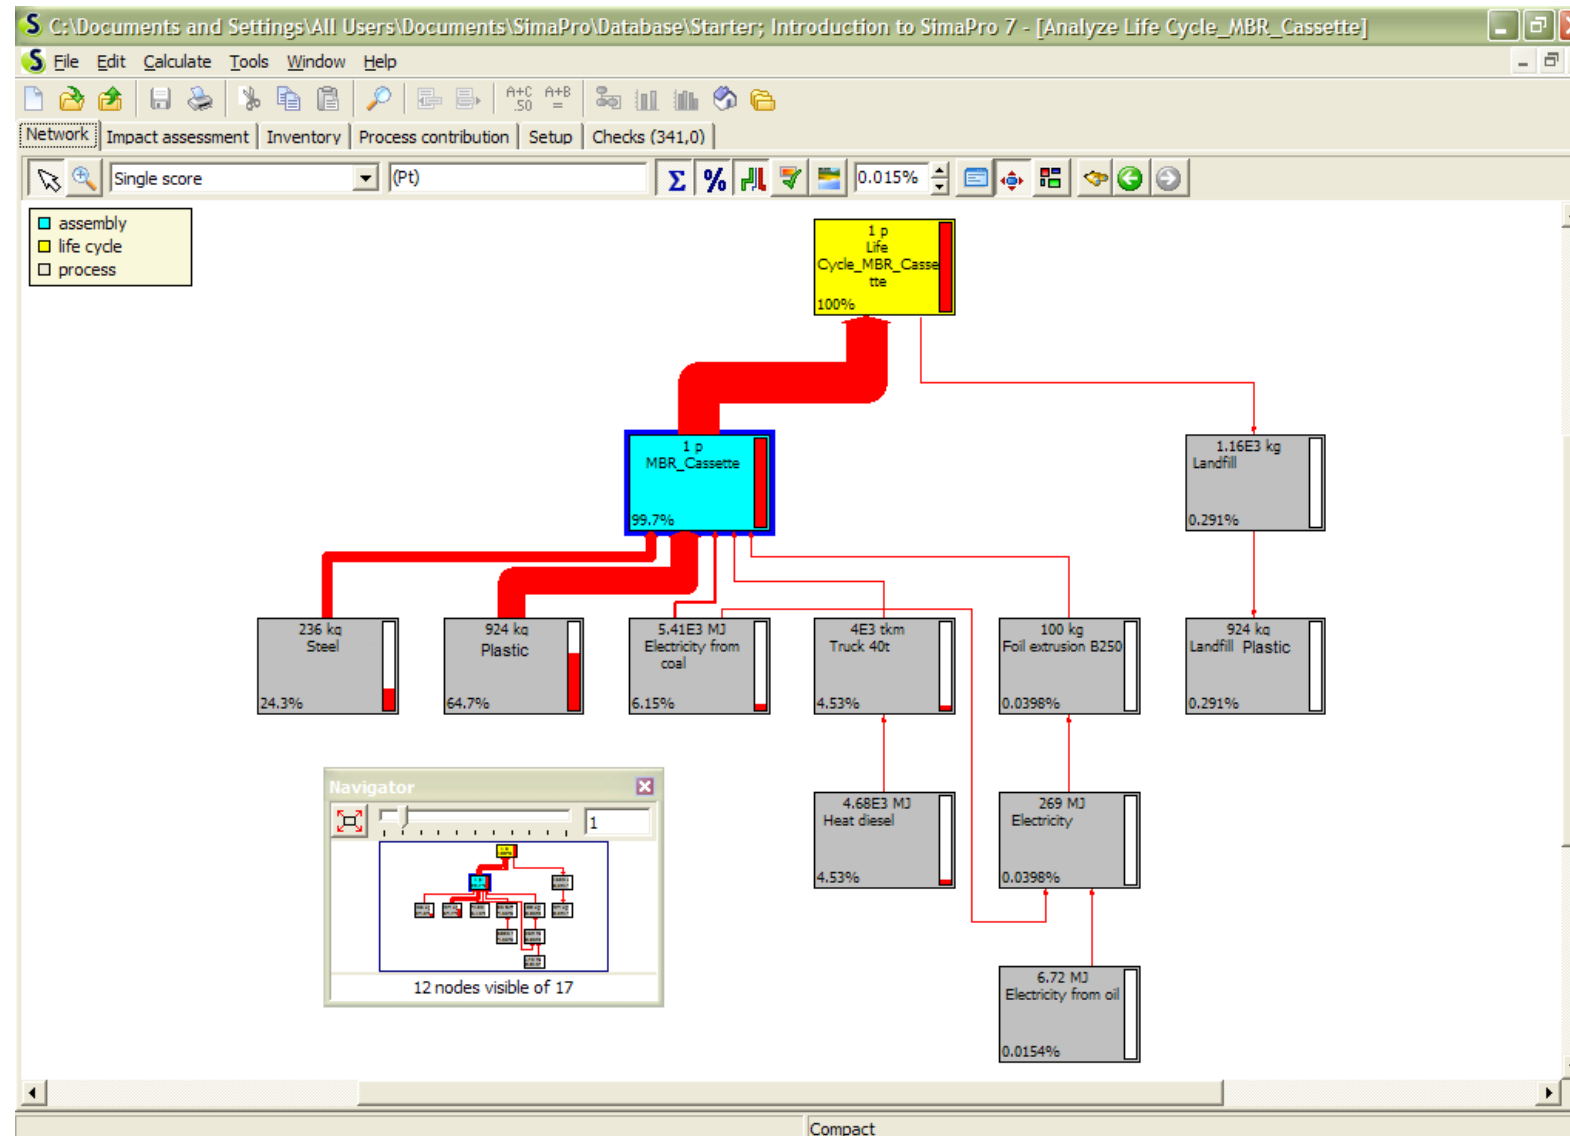 C:\Documents and Settings\All Users\Documents\SimaPro\Database\Starter; Introduction to SimaPro 7 - [Analyze Life Cycle_MBR_Cassette]
File Edit Calculate Tools Window Help
A+C .50 A+B =
Network Impact assessment Inventory Process contribution Setup Checks (341,0)
Single score (Pt) Σ % 0.015%
assembly
life cycle
process
1 p
Life
Cycle_MBR_Casse
tte
100%
1 p
MBR_Cassette
99.7%
1.16E3 kg
Landfill
0.291%
236 kg
Steel
24.3%
924 kg
Plastic
64.7%
5.41E3 MJ
Electricity from
coal
6.15%
4E3 tkm
Truck 40t
4.53%
100 kg
Foil extrusion B250
0.0398%
924 kg
Landfill Plastic
0.291%
4.68E3 MJ
Heat diesel
4.53%
269 MJ
Electricity
0.0398%
6.72 MJ
Electricity from oil
0.0154%
Navigator
1
12 nodes visible of 17
Compact